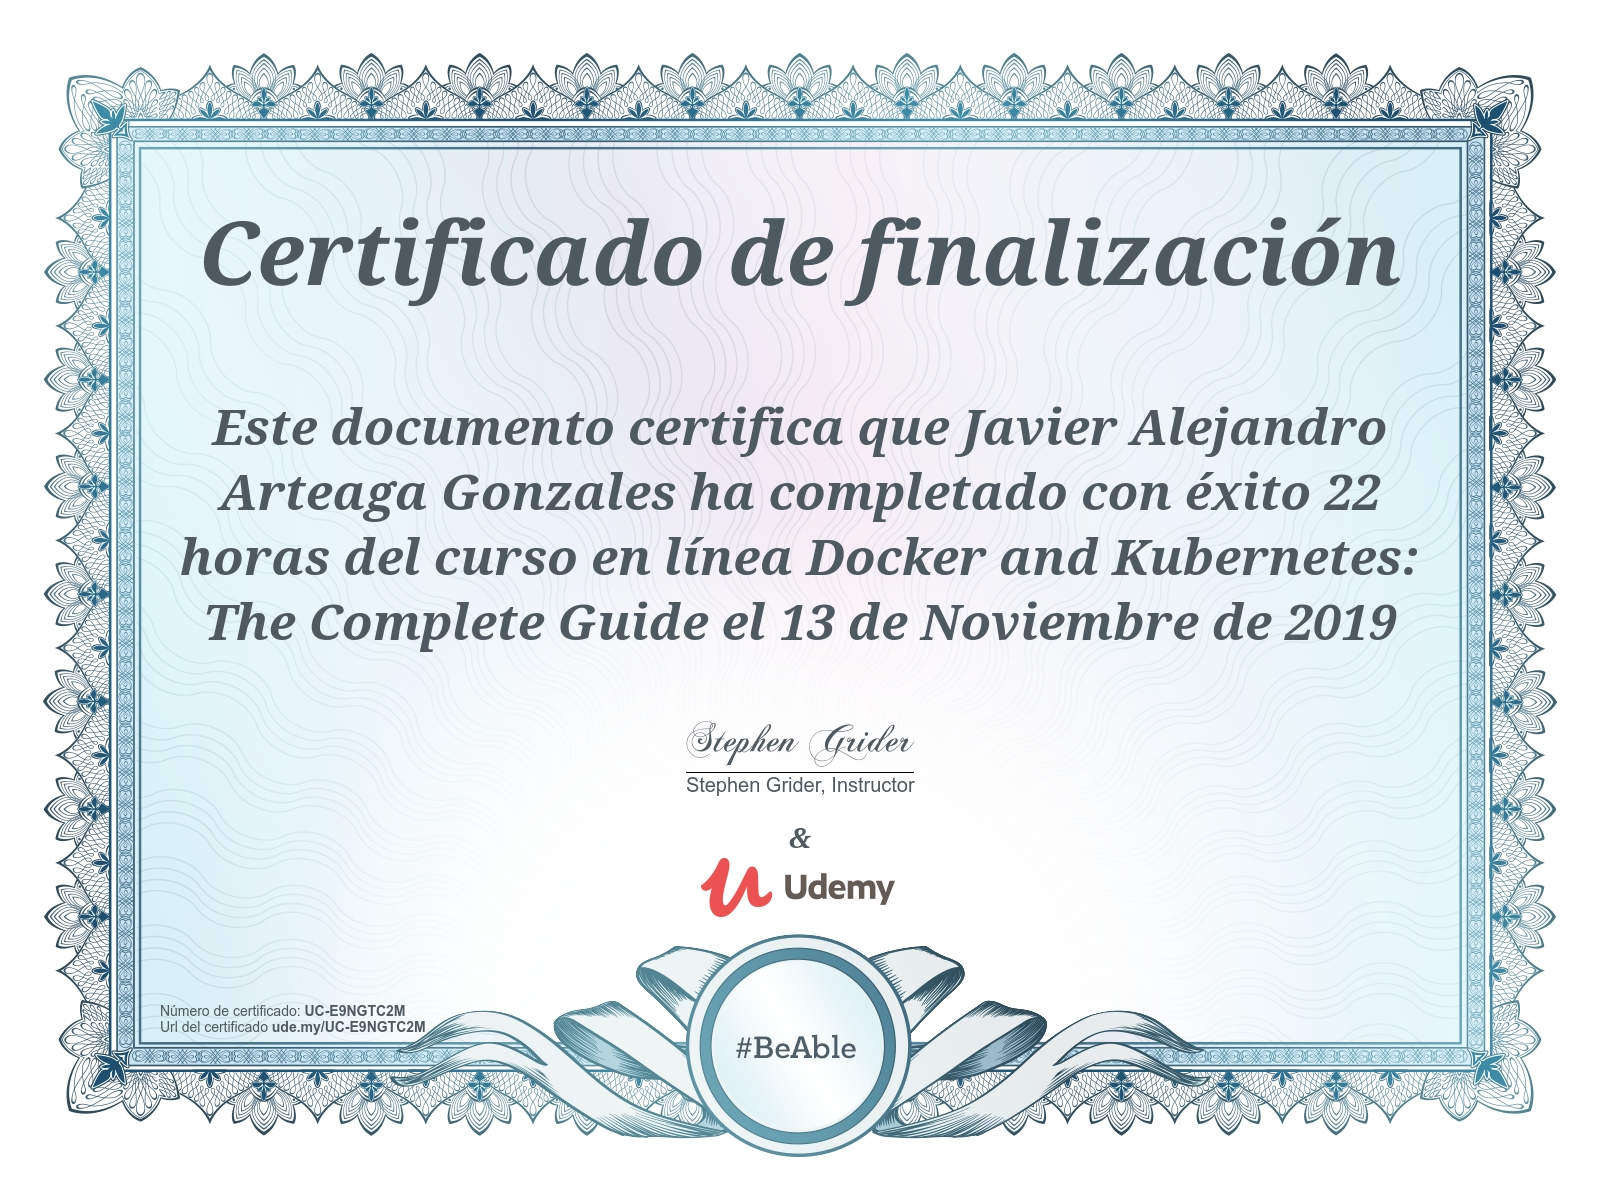 Certificado de finalización
Este documento certifica que Javier Alejandro
Arteaga Gonzales ha completado con éxito 22
horas del curso en línea Docker and Kubernetes:
The Complete Guide el 13 de Noviembre de 2019
Stephen Grider
Stephen Grider, Instructor
&
Udemy
Número de certificado: UC-E9NGTC2M
Url del certificado ude.my/UC-E9NGTC2M
#BeAble